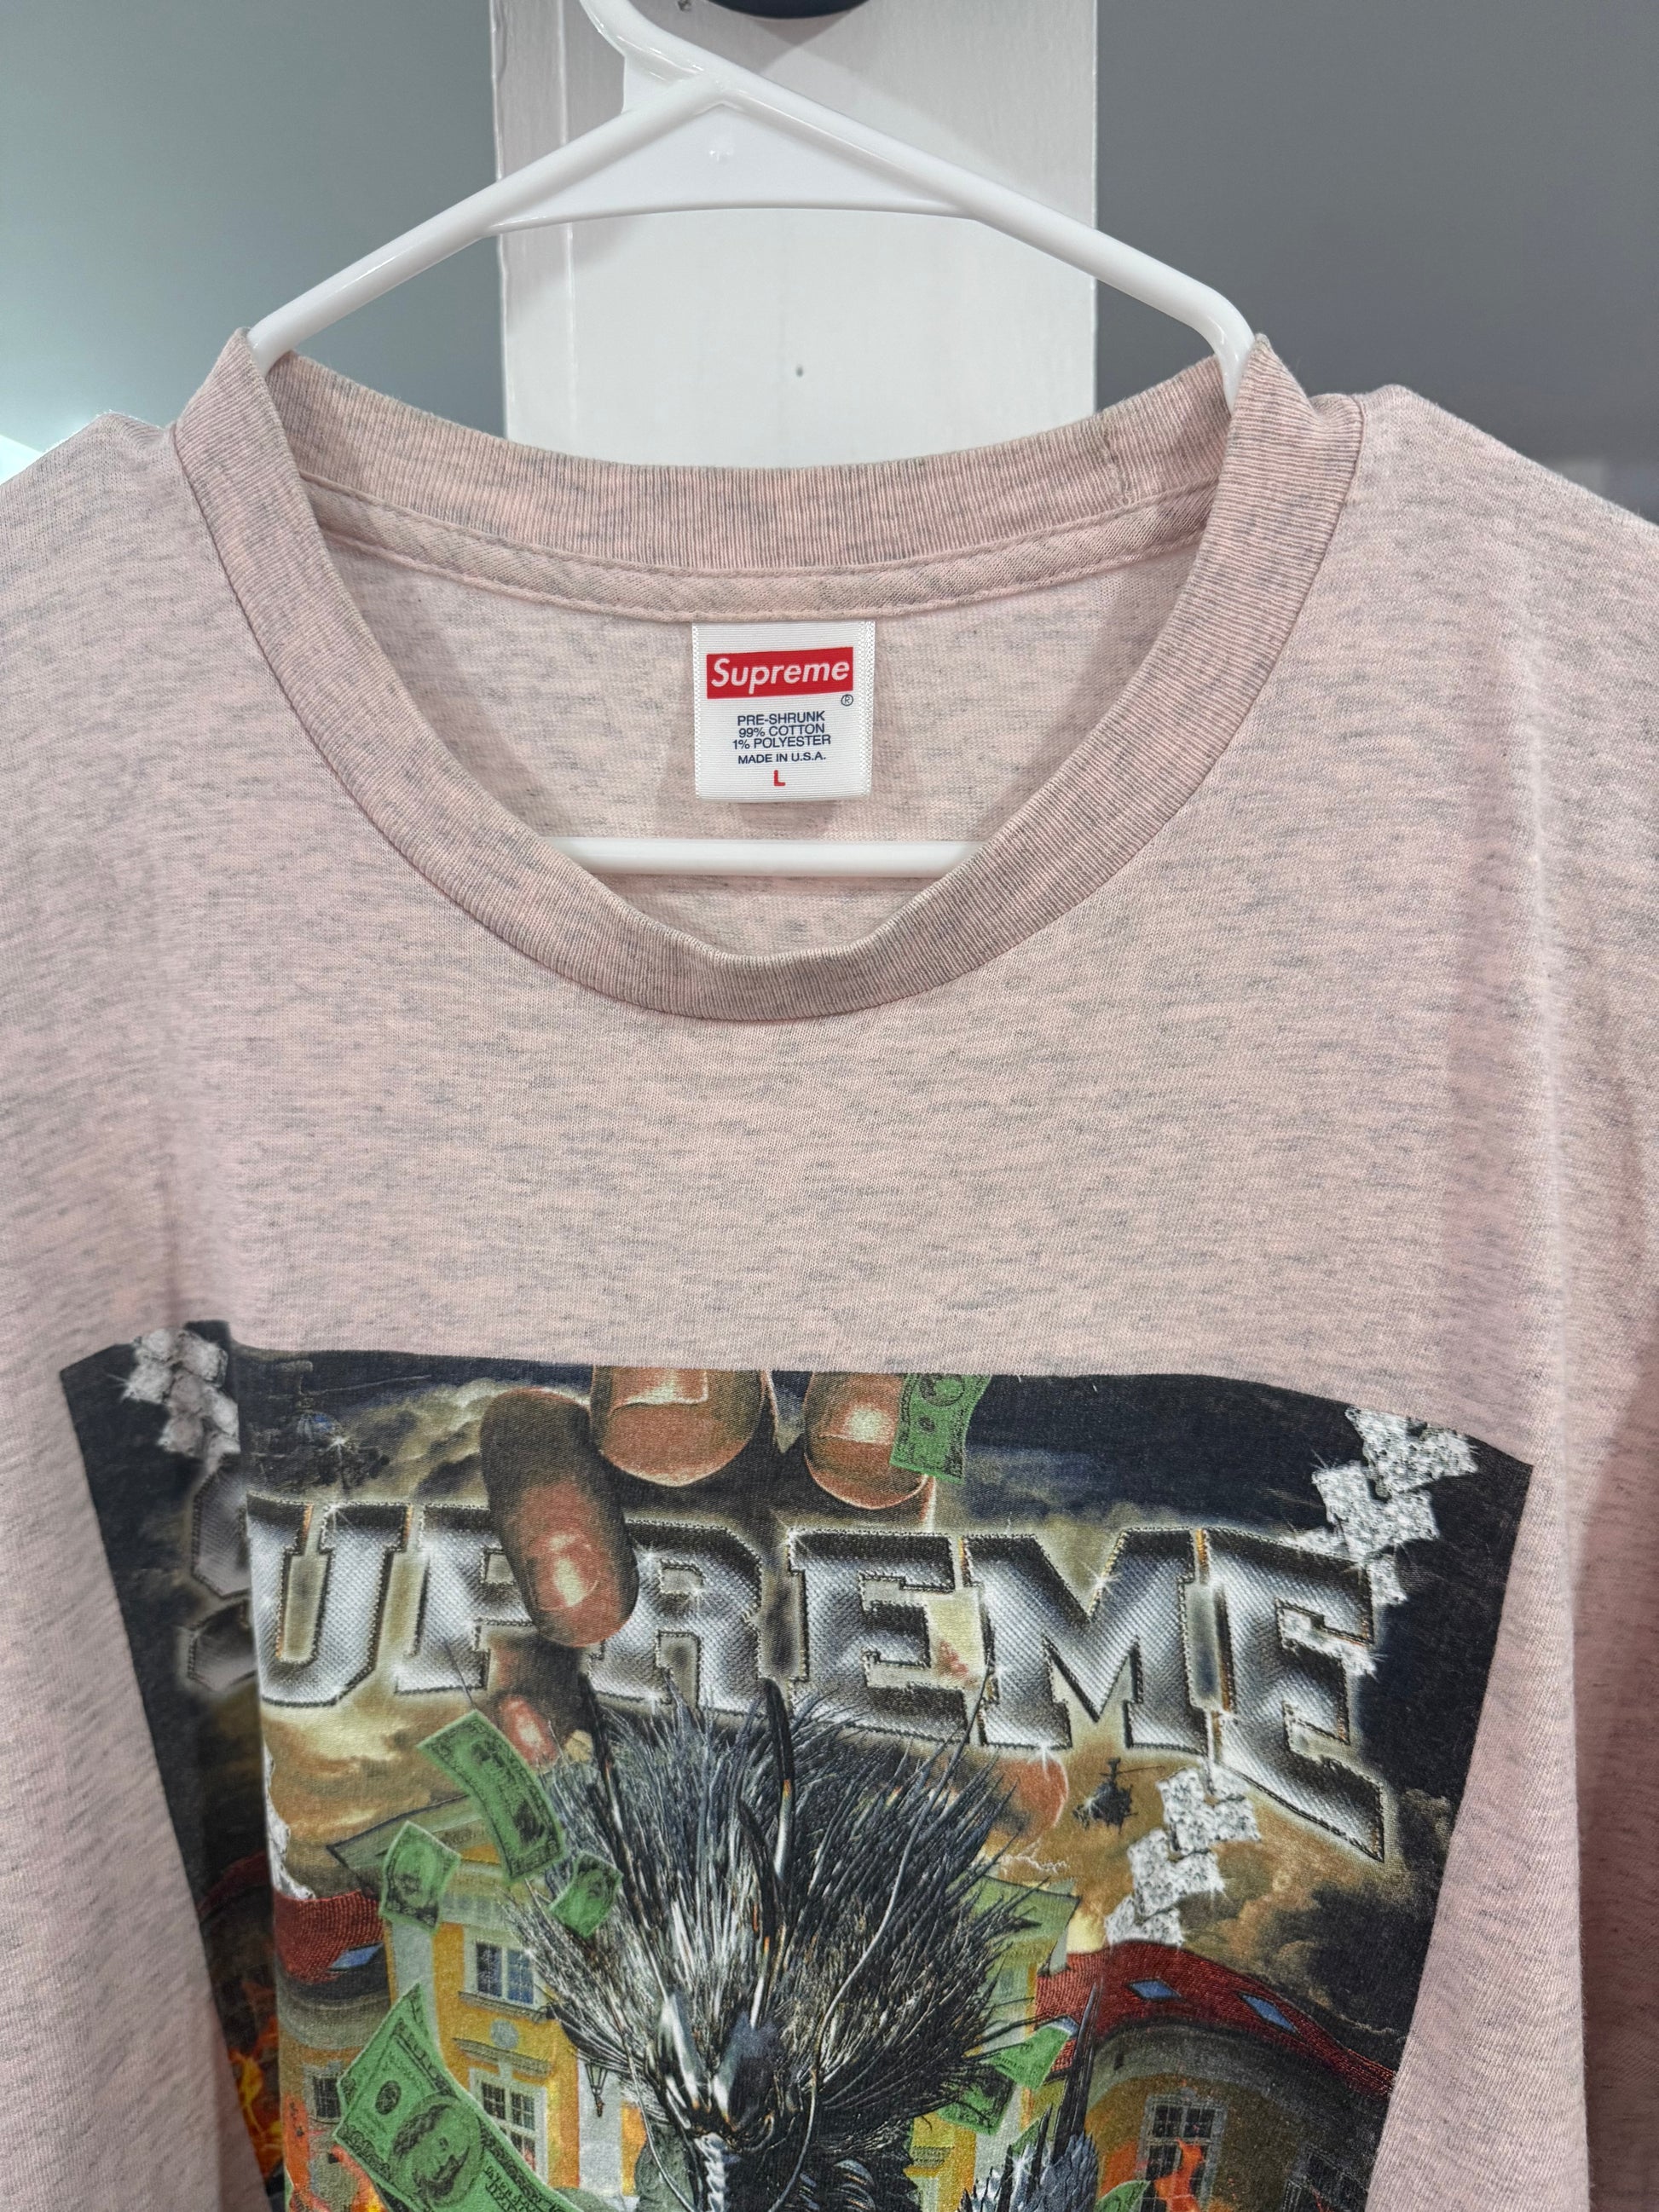 Supreme
®
PRE-SHRUNK
99% COTTON
1% POLYESTER
MADE IN U.S.A.
L
SUPREME